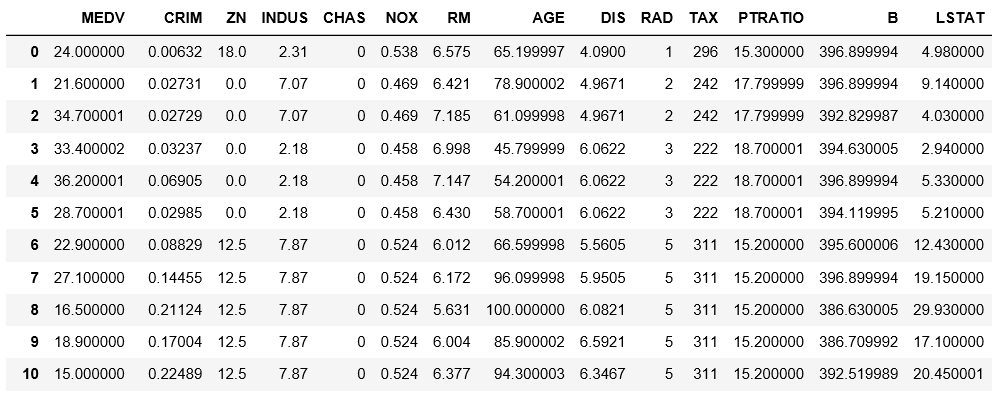 MEDV CRIM ZN INDUS CHAS NOX RM AGE DIS RAD TAX PTRATIO B LSTAT
0 24.000000 0.00632 18.0 2.31 0 0.538 6.575 65.199997 4.0900 1 296 15.300000 396.899994 4.980000
1 21.600000 0.02731 0.0 7.07 0 0.469 6.421 78.900002 4.9671 2 242 17.799999 396.899994 9.140000
2 34.700001 0.02729 0.0 7.07 0 0.469 7.185 61.099998 4.9671 2 242 17.799999 392.829987 4.030000
3 33.400002 0.03237 0.0 2.18 0 0.458 6.998 45.799999 6.0622 3 222 18.700001 394.630005 2.940000
4 36.200001 0.06905 0.0 2.18 0 0.458 7.147 54.200001 6.0622 3 222 18.700001 396.899994 5.330000
5 28.700001 0.02985 0.0 2.18 0 0.458 6.430 58.700001 6.0622 3 222 18.700001 394.119995 5.210000
6 22.900000 0.08829 12.5 7.87 0 0.524 6.012 66.599998 5.5605 5 311 15.200000 395.600006 12.430000
7 27.100000 0.14455 12.5 7.87 0 0.524 6.172 96.099998 5.9505 5 311 15.200000 396.899994 19.150000
8 16.500000 0.21124 12.5 7.87 0 0.524 5.631 100.000000 6.0821 5 311 15.200000 386.630005 29.930000
9 18.900000 0.17004 12.5 7.87 0 0.524 6.004 85.900002 6.5921 5 311 15.200000 386.709992 17.100000
10 15.000000 0.22489 12.5 7.87 0 0.524 6.377 94.300003 6.3467 5 311 15.200000 392.519989 20.450001